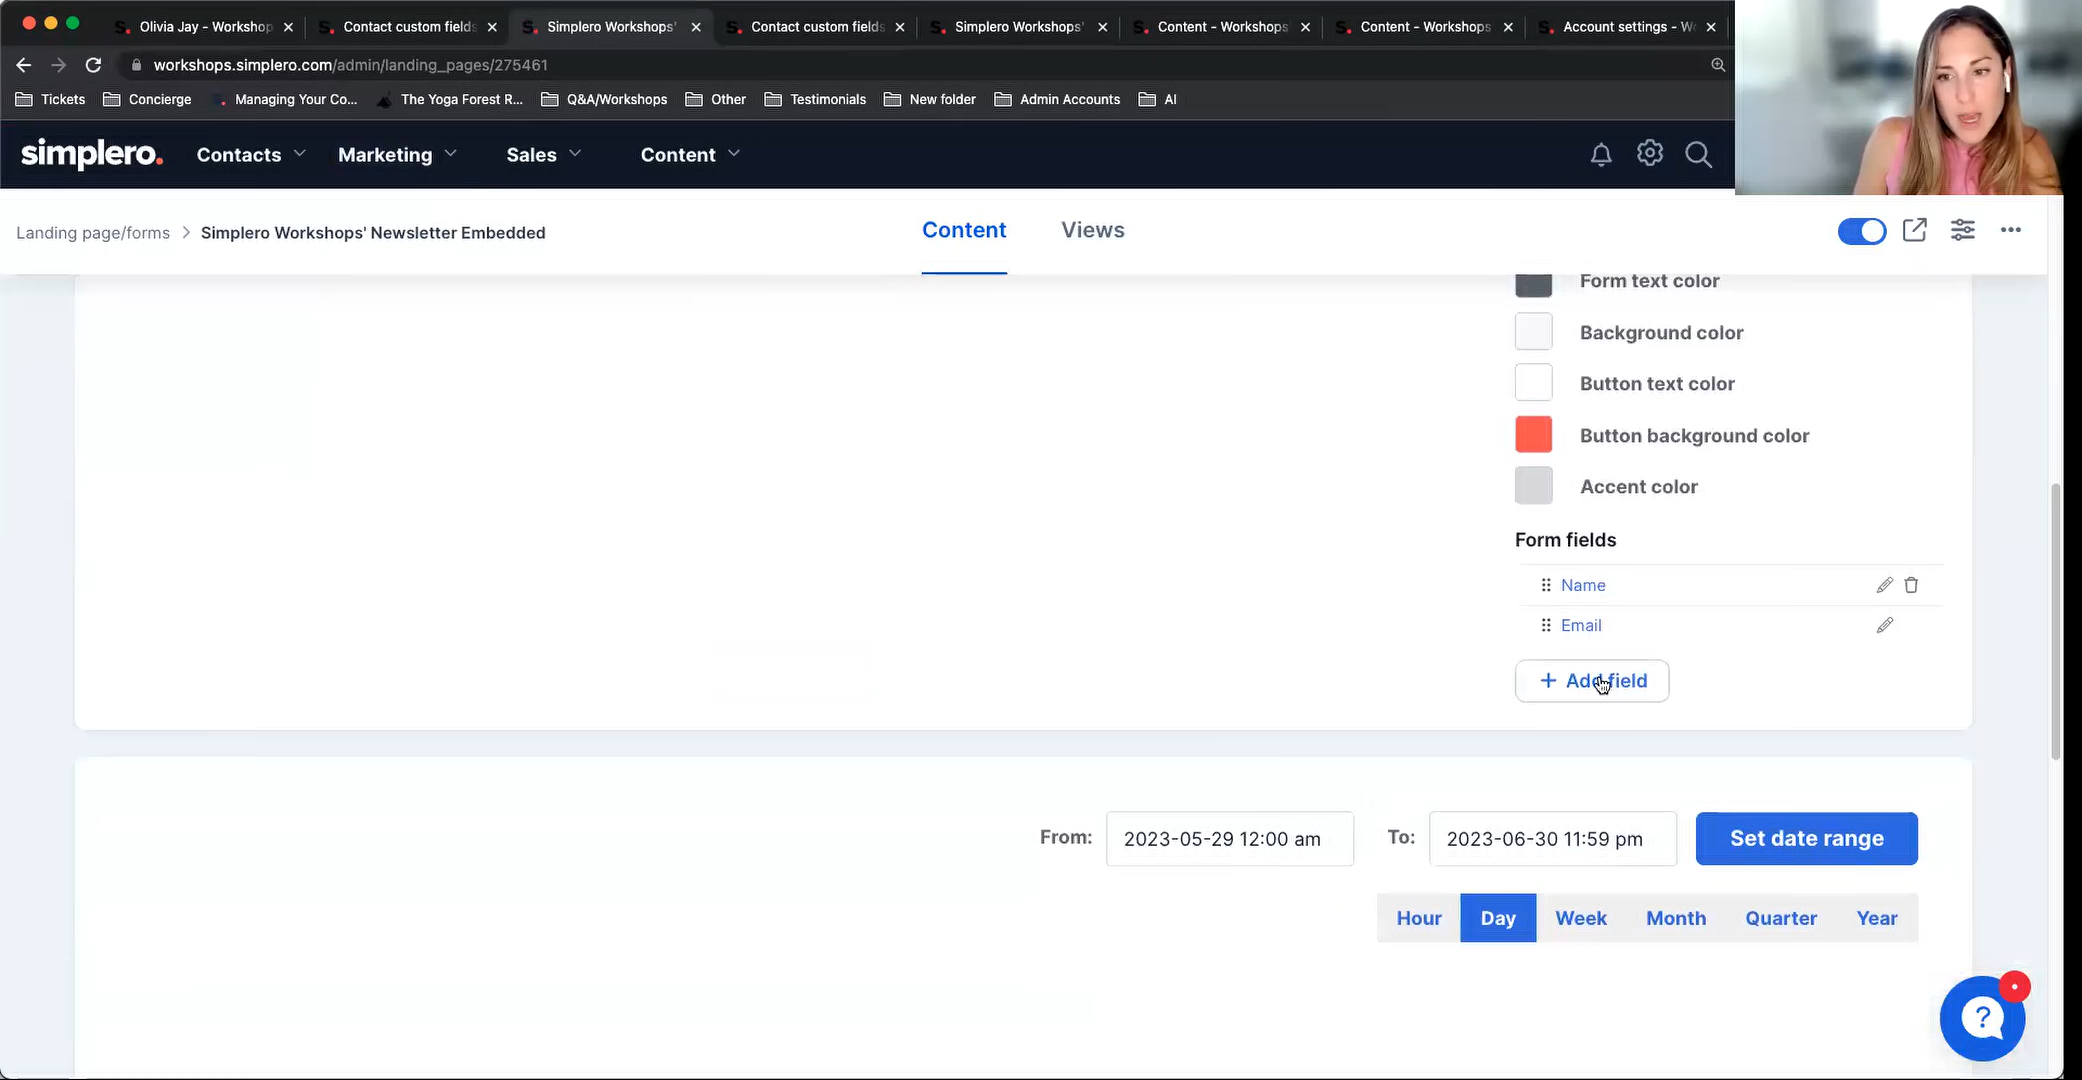 Olivia Jay - Workshop
Contact custom fields
Simplero Workshops'
Contact custom fields
Simplero Workshops'
Content - Workshops
Content - Workshops
Account settings - Wo
workshops.simplero.com/admin/landing_pages/275461
Tickets
Concierge
Managing Your Co...
The Yoga Forest R...
Q&A/Workshops
Other
Testimonials
New folder
Admin Accounts
AI
simplero.
Contacts
Marketing
Sales
Content
Landing page/forms > Simplero Workshops' Newsletter Embedded
Content
Views
Form text color
Background color
Button text color
Button background color
Accent color
Form fields
Name
Email
+ Add field
From: 2023-05-29 12:00 am
To: 2023-06-30 11:59 pm
Set date range
Hour
Day
Week
Month
Quarter
Year